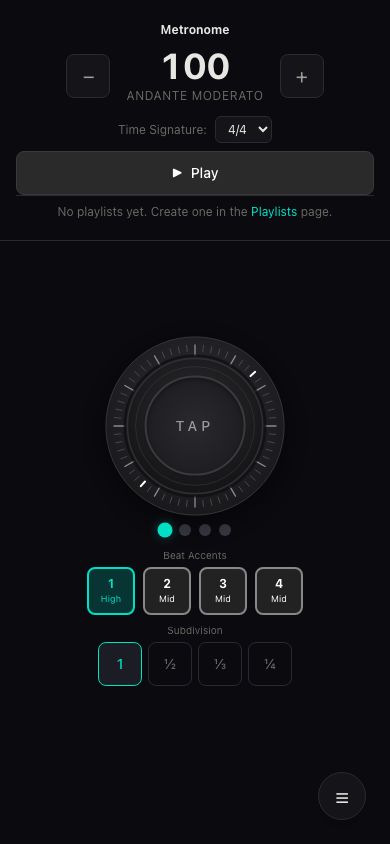 Metronome
− 100 +
ANDANTE MODERATO
Time Signature: 4/4
Play
No playlists yet. Create one in the Playlists page.
TAP
Beat Accents
1 2 3 4
High Mid Mid Mid
Subdivision
1 ½ ⅓ ¼